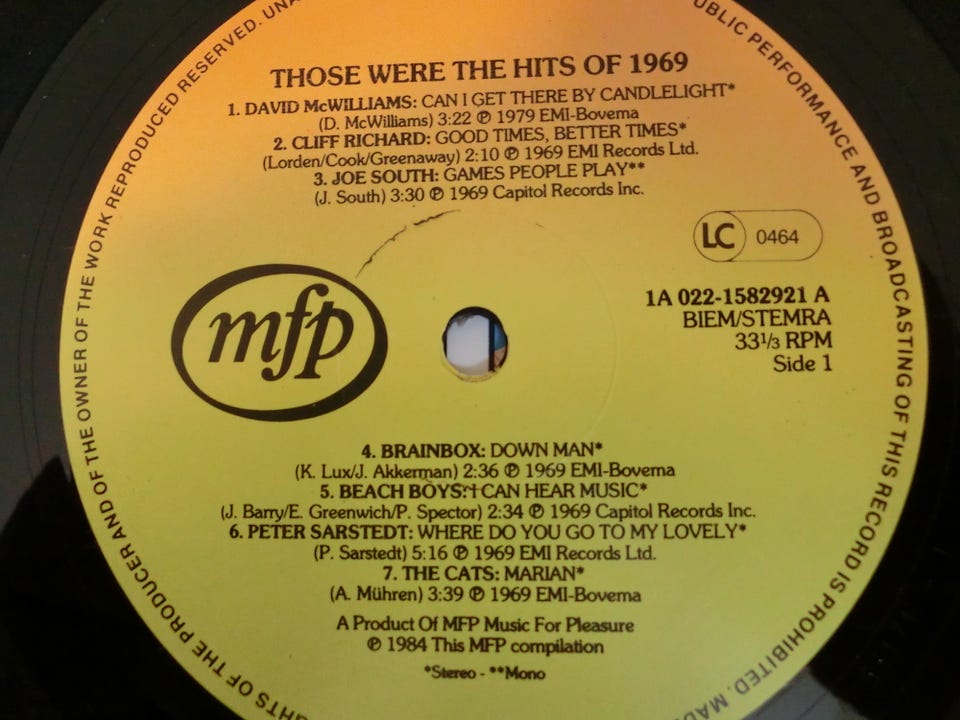 THOSE WERE THE HITS OF 1969
1. DAVID McWILLIAMS: CAN I GET THERE BY CANDLELIGHT*
(D. McWilliams) 3:22 ℗ 1979 EMI-Bovema
2. CLIFF RICHARD: GOOD TIMES, BETTER TIMES*
(Lorden/Cook/Greenaway) 2:10 ℗ 1969 EMI Records Ltd.
3. JOE SOUTH: GAMES PEOPLE PLAY**
(J. South) 3:30 ℗ 1969 Capitol Records Inc.
LC 0464
mfp
1A 022-1582921 A
BIEM/STEMRA
33⅓ RPM
Side 1
4. BRAINBOX: DOWN MAN*
(K. Lux/J. Akkerman) 2:36 ℗ 1969 EMI-Bovema
5. BEACH BOYS: I CAN HEAR MUSIC*
(J. Barry/E. Greenwich/P. Spector) 2:34 ℗ 1969 Capitol Records Inc.
6. PETER SARSTEDT: WHERE DO YOU GO TO MY LOVELY*
(P. Sarstedt) 5:16 ℗ 1969 EMI Records Ltd.
7. THE CATS: MARIAN*
(A. Mühren) 3:39 ℗ 1969 EMI-Bovema
A Product Of MFP Music For Pleasure
℗ 1984 This MFP compilation
*Stereo - **Mono
OF THE PRODUCER AND OF THE OWNER OF THE WORK REPRODUCED RESERVED.
PERFORMANCE AND BROADCASTING OF THIS RECORD IS PROHIBITED.